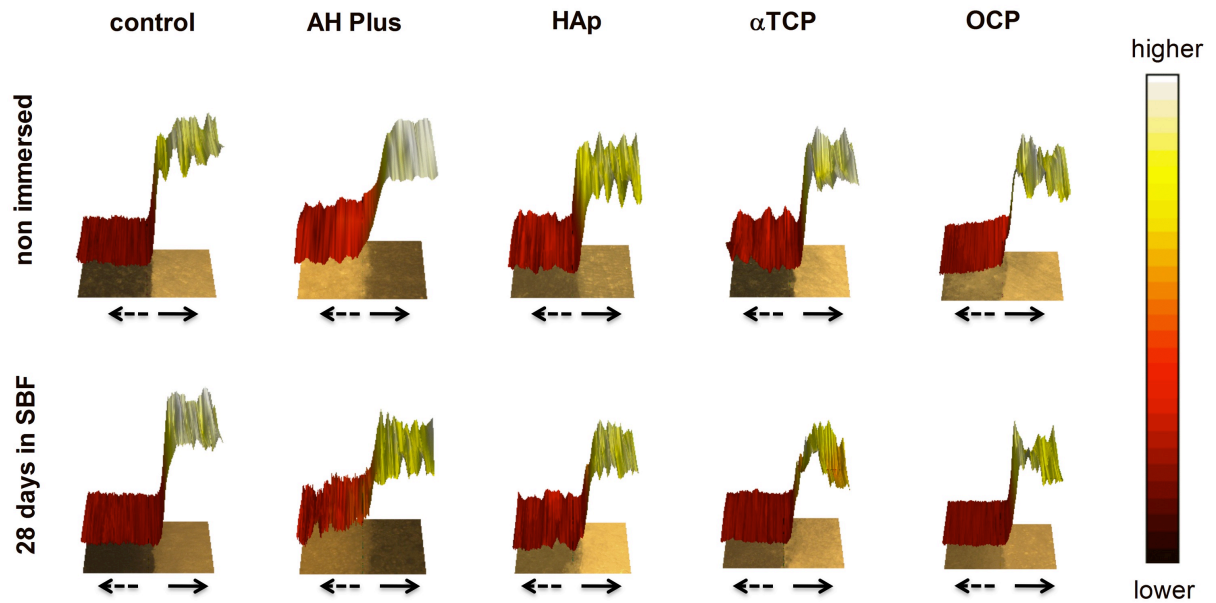 control
AH Plus
HAp
αTCP
OCP
higher
non immersed
28 days in SBF
lower